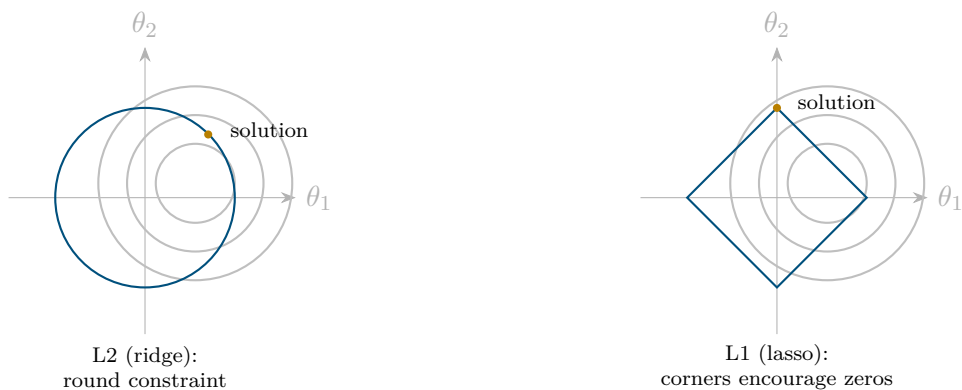 θ₂
solution
θ₁
L2 (ridge):
round constraint
θ₂
solution
θ₁
L1 (lasso):
corners encourage zeros